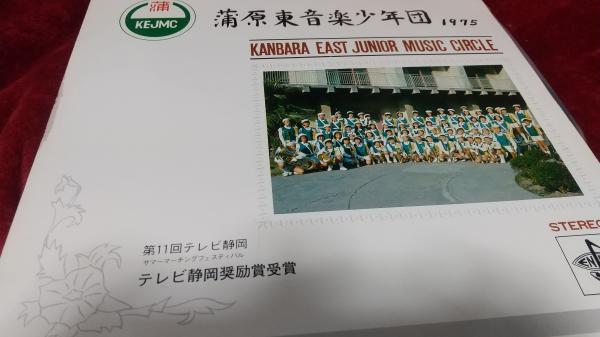 蒲
KEJMC
蒲原東音楽少年団 1975
KANBARA EAST JUNIOR MUSIC CIRCLE
STEREO
第11回テレビ静岡
サマーマーチングフェスティバル
テレビ静岡奨励賞受賞